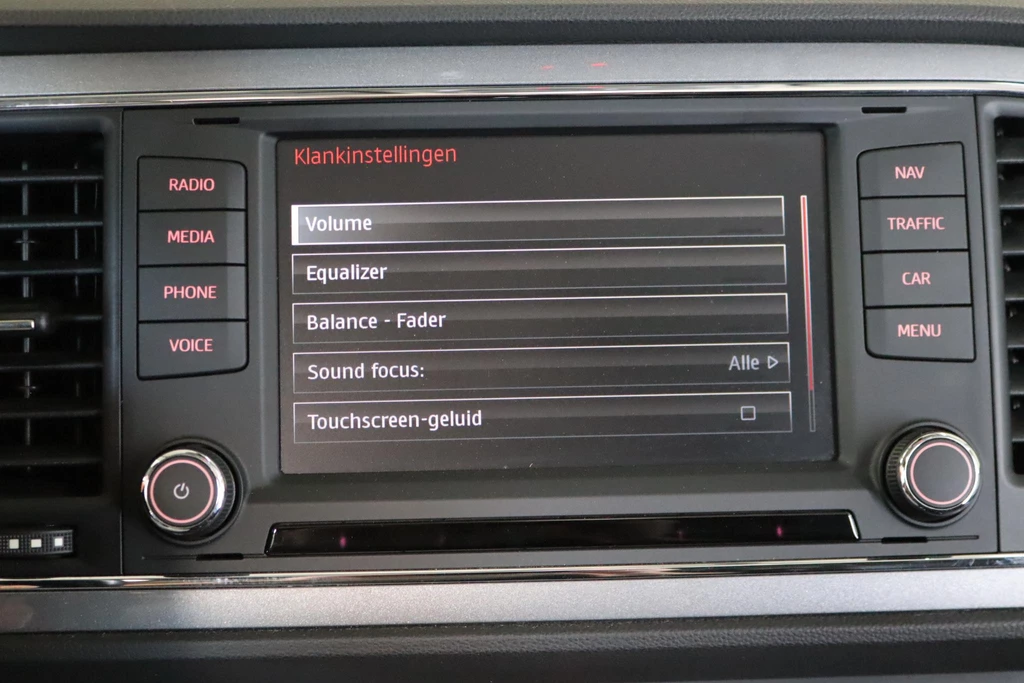 Klankinstellingen
RADIO
MEDIA
PHONE
VOICE
Volume
Equalizer
Balance - Fader
Sound focus: Alle
Touchscreen-geluid
NAV
TRAFFIC
CAR
MENU